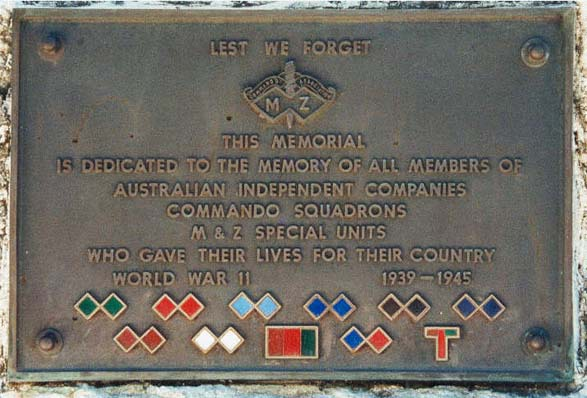 LEST WE FORGET
M Z
THIS MEMORIAL
IS DEDICATED TO THE MEMORY OF ALL MEMBERS OF
AUSTRALIAN INDEPENDENT COMPANIES
COMMANDO SQUADRONS
M & Z SPECIAL UNITS
WHO GAVE THEIR LIVES FOR THEIR COUNTRY
WORLD WAR 11 1939—1945